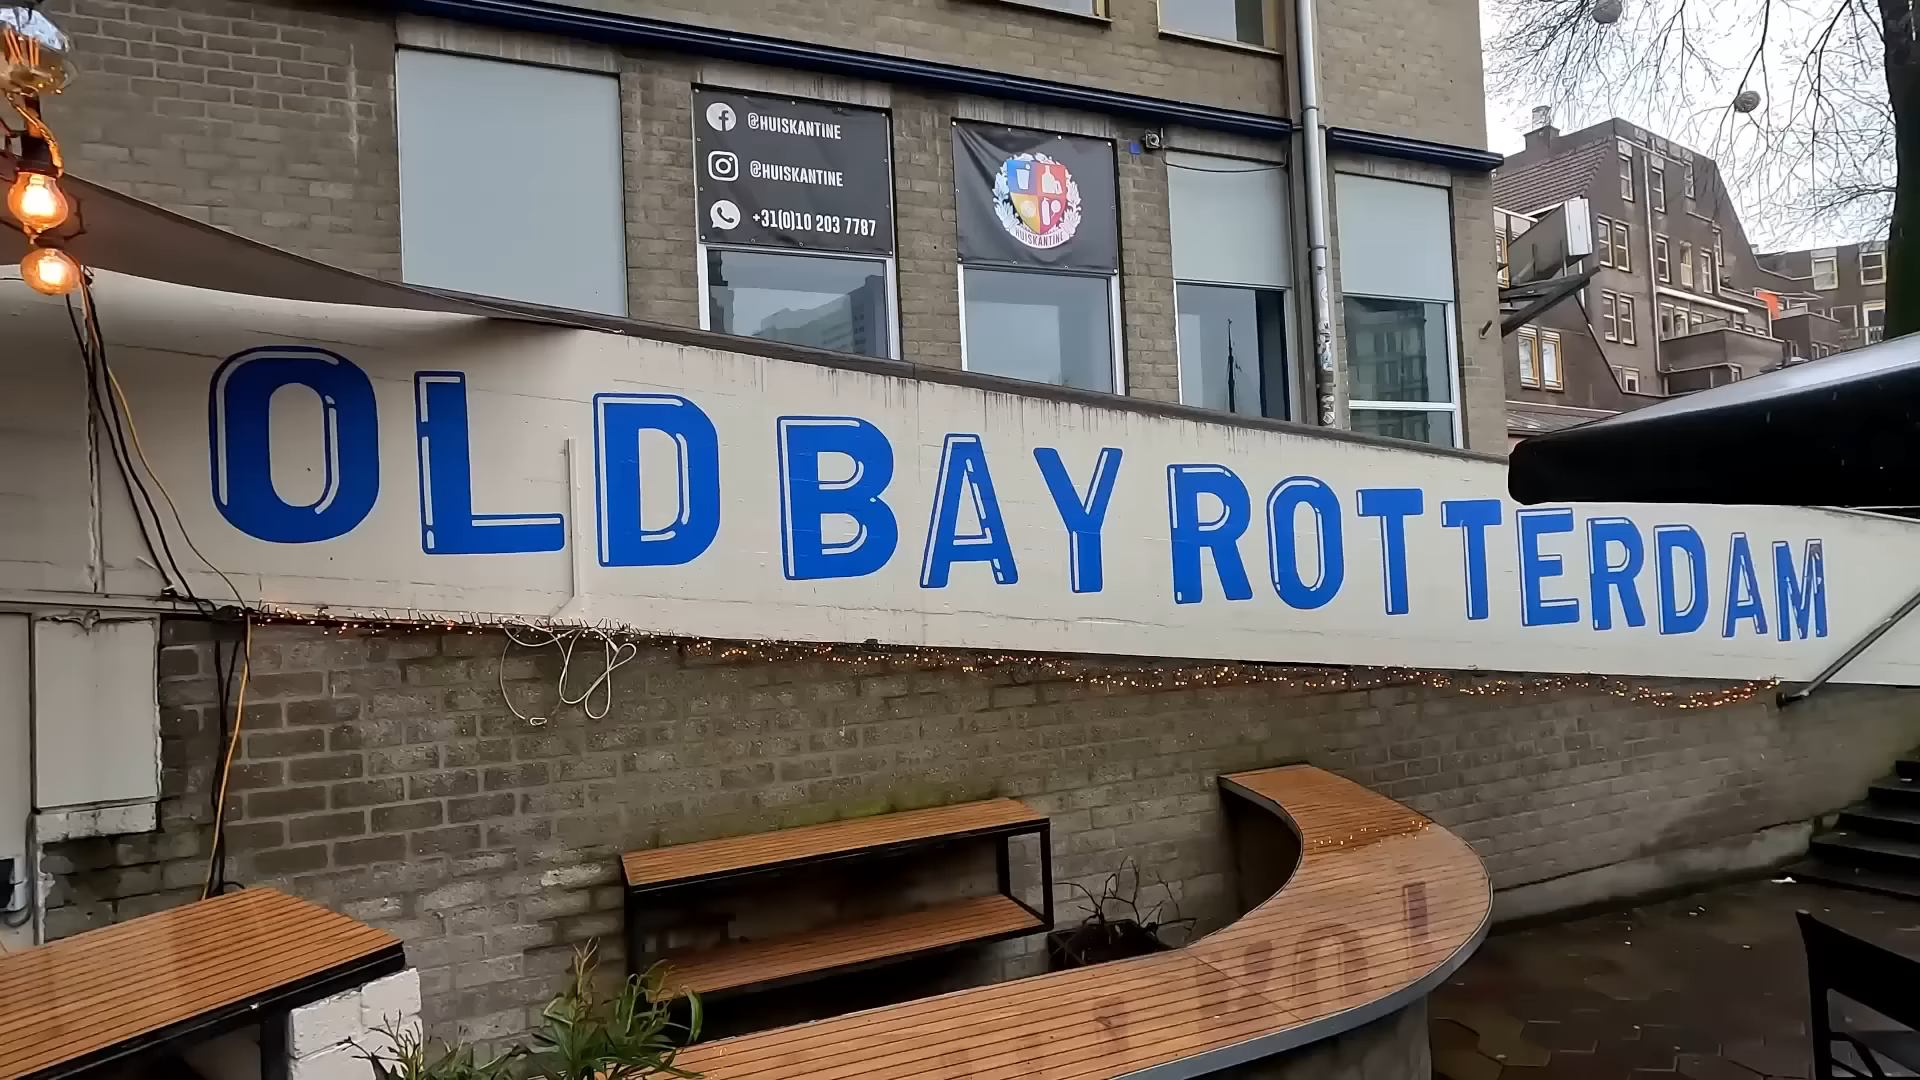 @HUISKANTINE
@HUISKANTINE
+31(0)10 203 7787
HUISKANTINE
OLD BAY ROTTERDAM